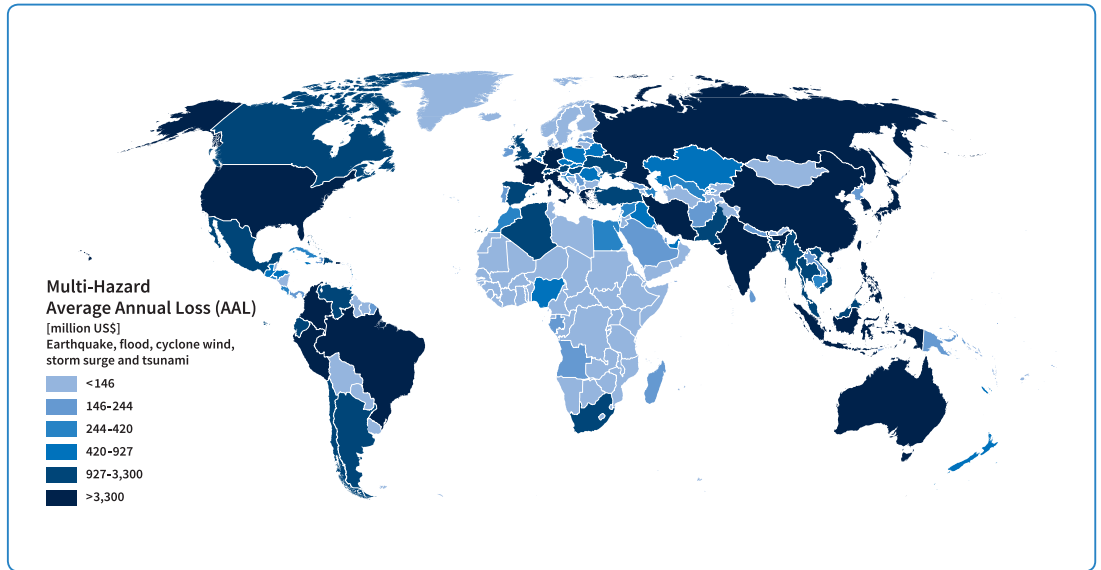 Multi-Hazard
Average Annual Loss (AAL)
[million US$]
Earthquake, flood, cyclone wind,
storm surge and tsunami
<146
146-244
244-420
420-927
927-3,300
>3,300